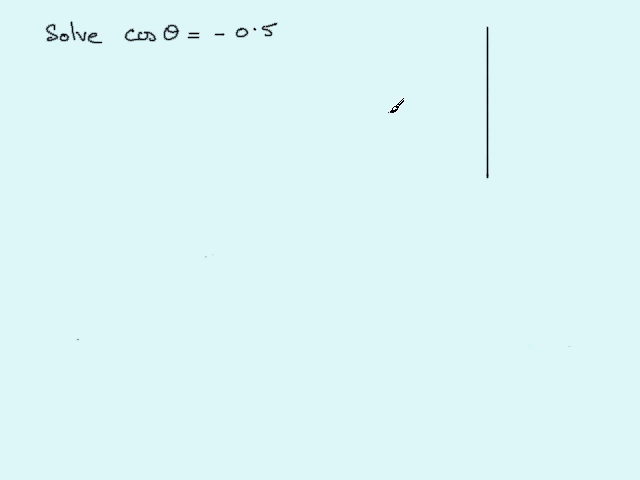 Solve cos θ = - 0·5